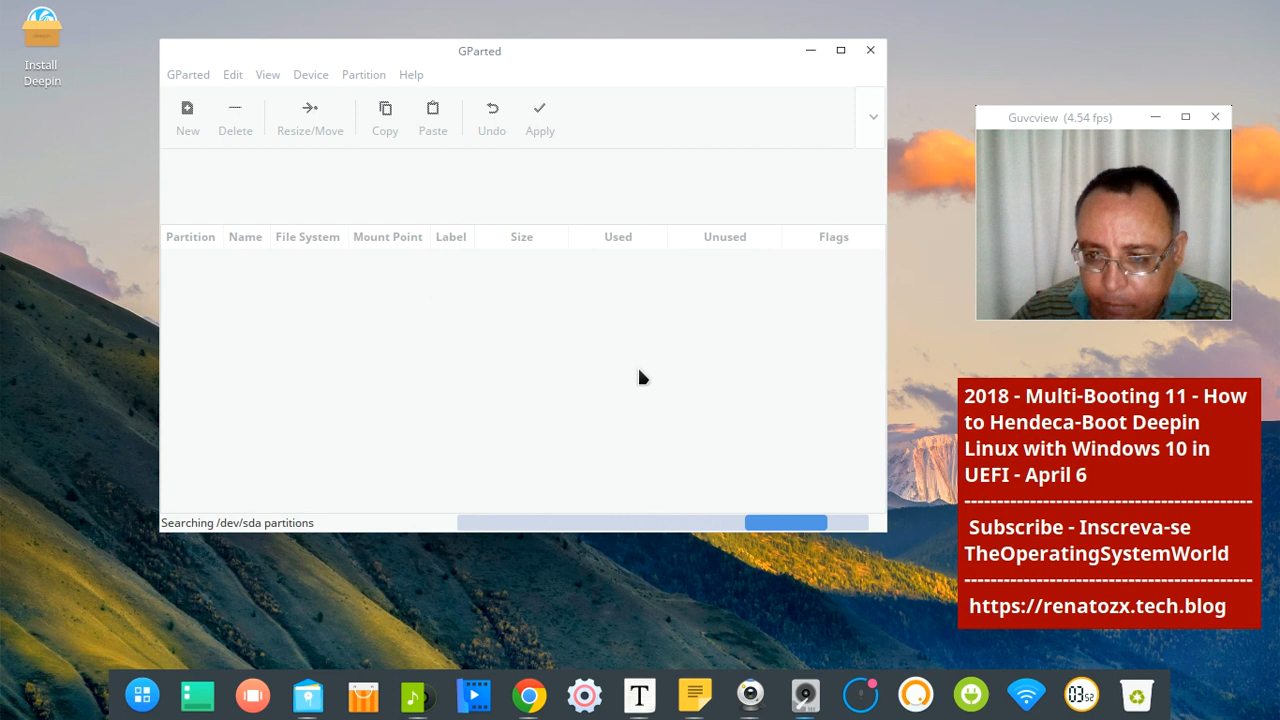 Install
Deepin
GParted
GParted Edit View Device Partition Help
New Delete Resize/Move Copy Paste Undo Apply
Partition Name File System Mount Point Label Size Used Unused Flags
Searching /dev/sda partitions
Guvcview (4.54 fps)
2018 - Multi-Booting 11 - How
to Hendeca-Boot Deepin
Linux with Windows 10 in
UEFI - April 6
--------------------------------------------
Subscribe - Inscreva-se
TheOperatingSystemWorld
--------------------------------------------
https://renatozx.tech.blog
T
03 52